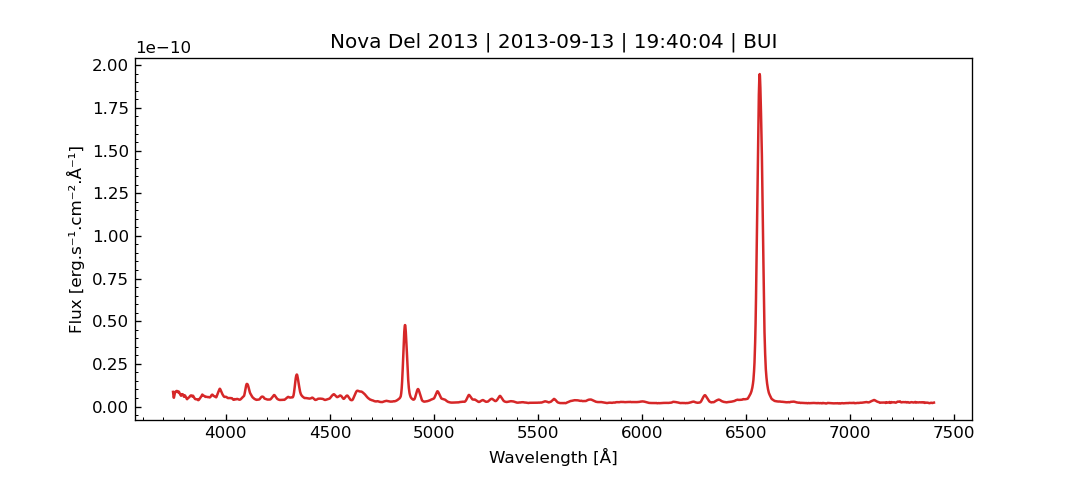 Nova Del 2013 | 2013-09-13 | 19:40:04 | BUI
1e−10
2.00
1.75
1.50
1.25
1.00
0.75
0.50
0.25
0.00
Flux [erg.s⁻¹.cm⁻².Å⁻¹]
4000 4500 5000 5500 6000 6500 7000 7500
Wavelength [Å]